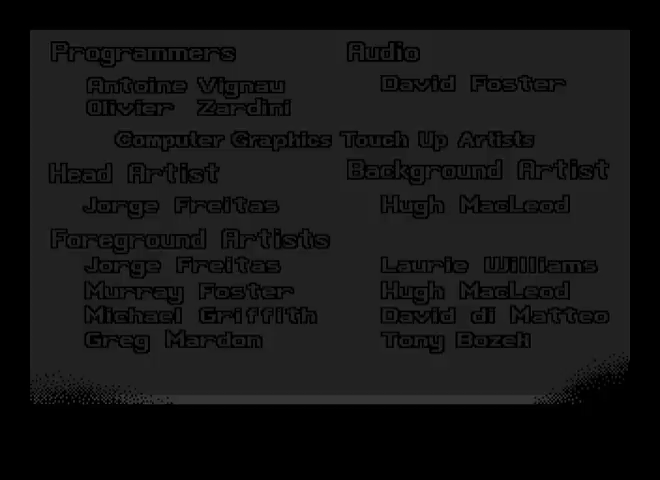 Programmers Audio
Antoine Vignau David Foster
Olivier Zardini
Computer Graphics Touch Up Artists
Head Artist Background Artist
Jorge Freitas Hugh MacLeod
Foreground Artists
Jorge Freitas Laurie Williams
Murray Foster Hugh MacLeod
Michael Griffith David di Matteo
Greg Mardon Tony Bozek